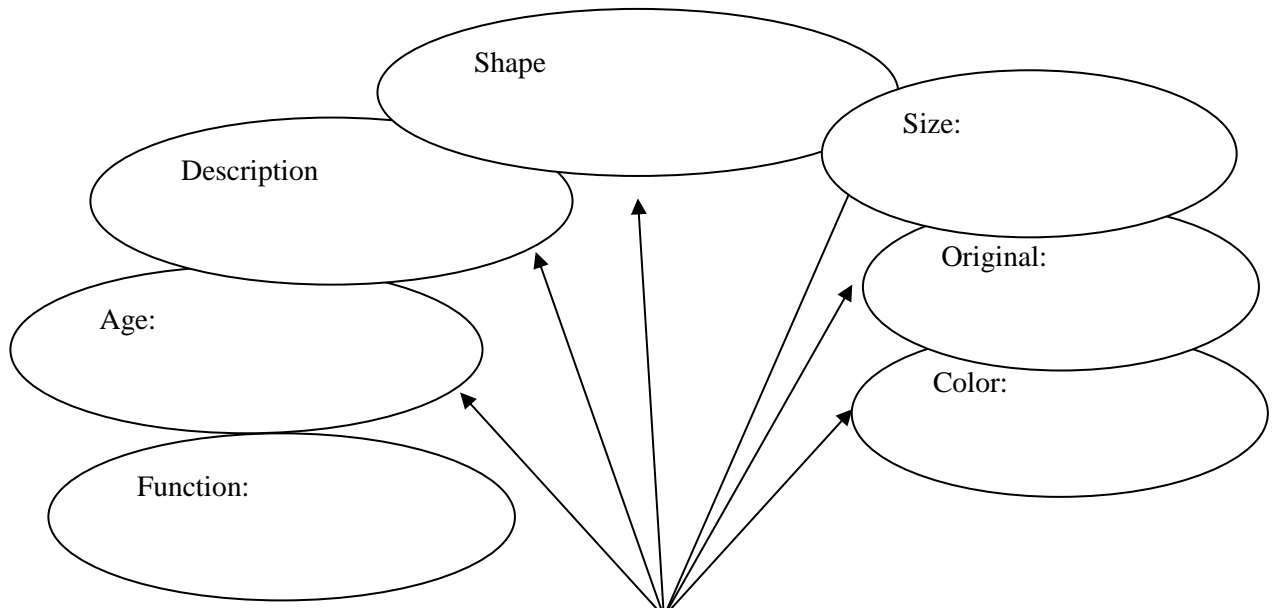 Shape
Size:
Description
Original:
Age:
Color:
Function: